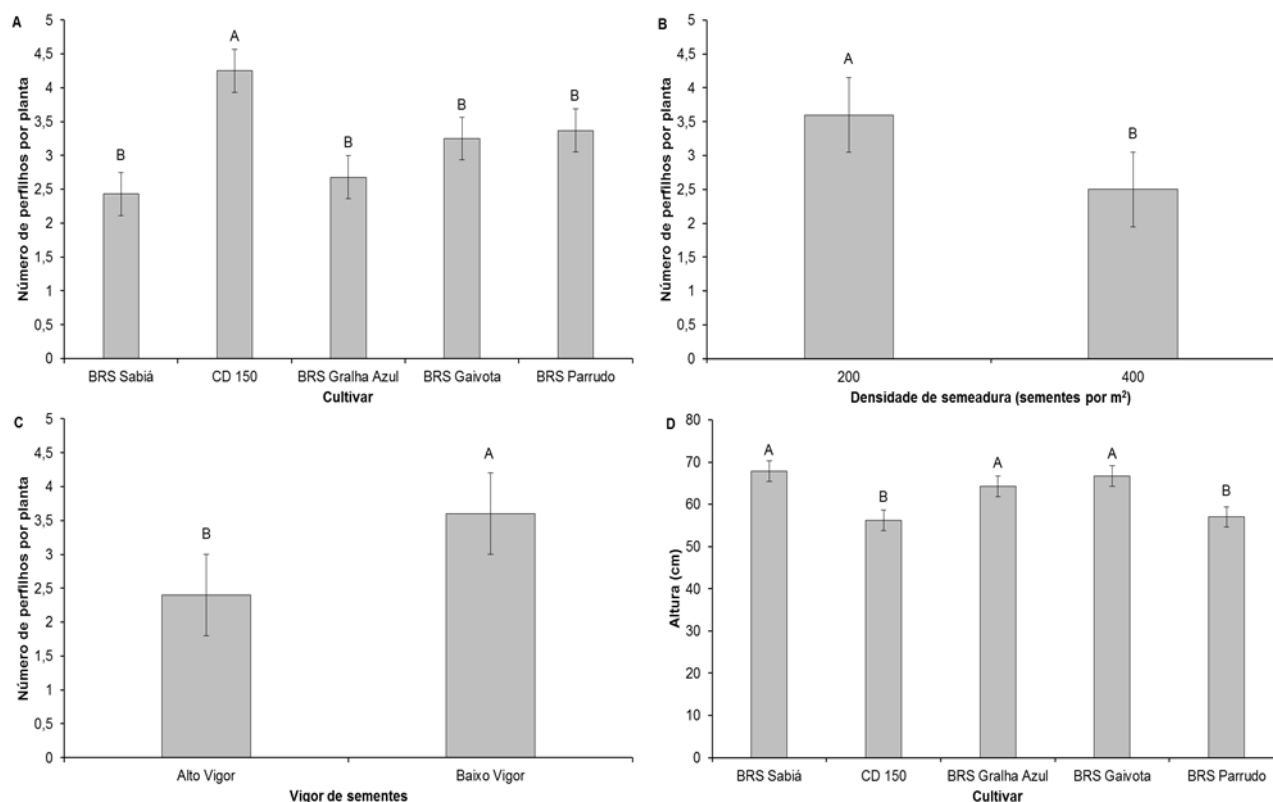 A
Número de perfilhos por planta
5
4,5
4
3,5
3
2,5
2
1,5
1
0,5
0
B
A
B
B
B
BRS Sabiá
CD 150
BRS Gralha Azul
BRS Gaivota
BRS Parrudo
Cultivar
B
Número de perfilhos por planta
5
4,5
4
3,5
3
2,5
2
1,5
1
0,5
0
A
B
200
400
Densidade de semeadura (sementes por m²)
C
Número de perfilhos por planta
5
4,5
4
3,5
3
2,5
2
1,5
1
0,5
0
B
A
Alto Vigor
Baixo Vigor
Vigor de sementes
D
Altura (cm)
80
70
60
50
40
30
20
10
0
A
B
A
A
B
BRS Sabiá
CD 150
BRS Gralha Azul
BRS Gaivota
BRS Parrudo
Cultivar